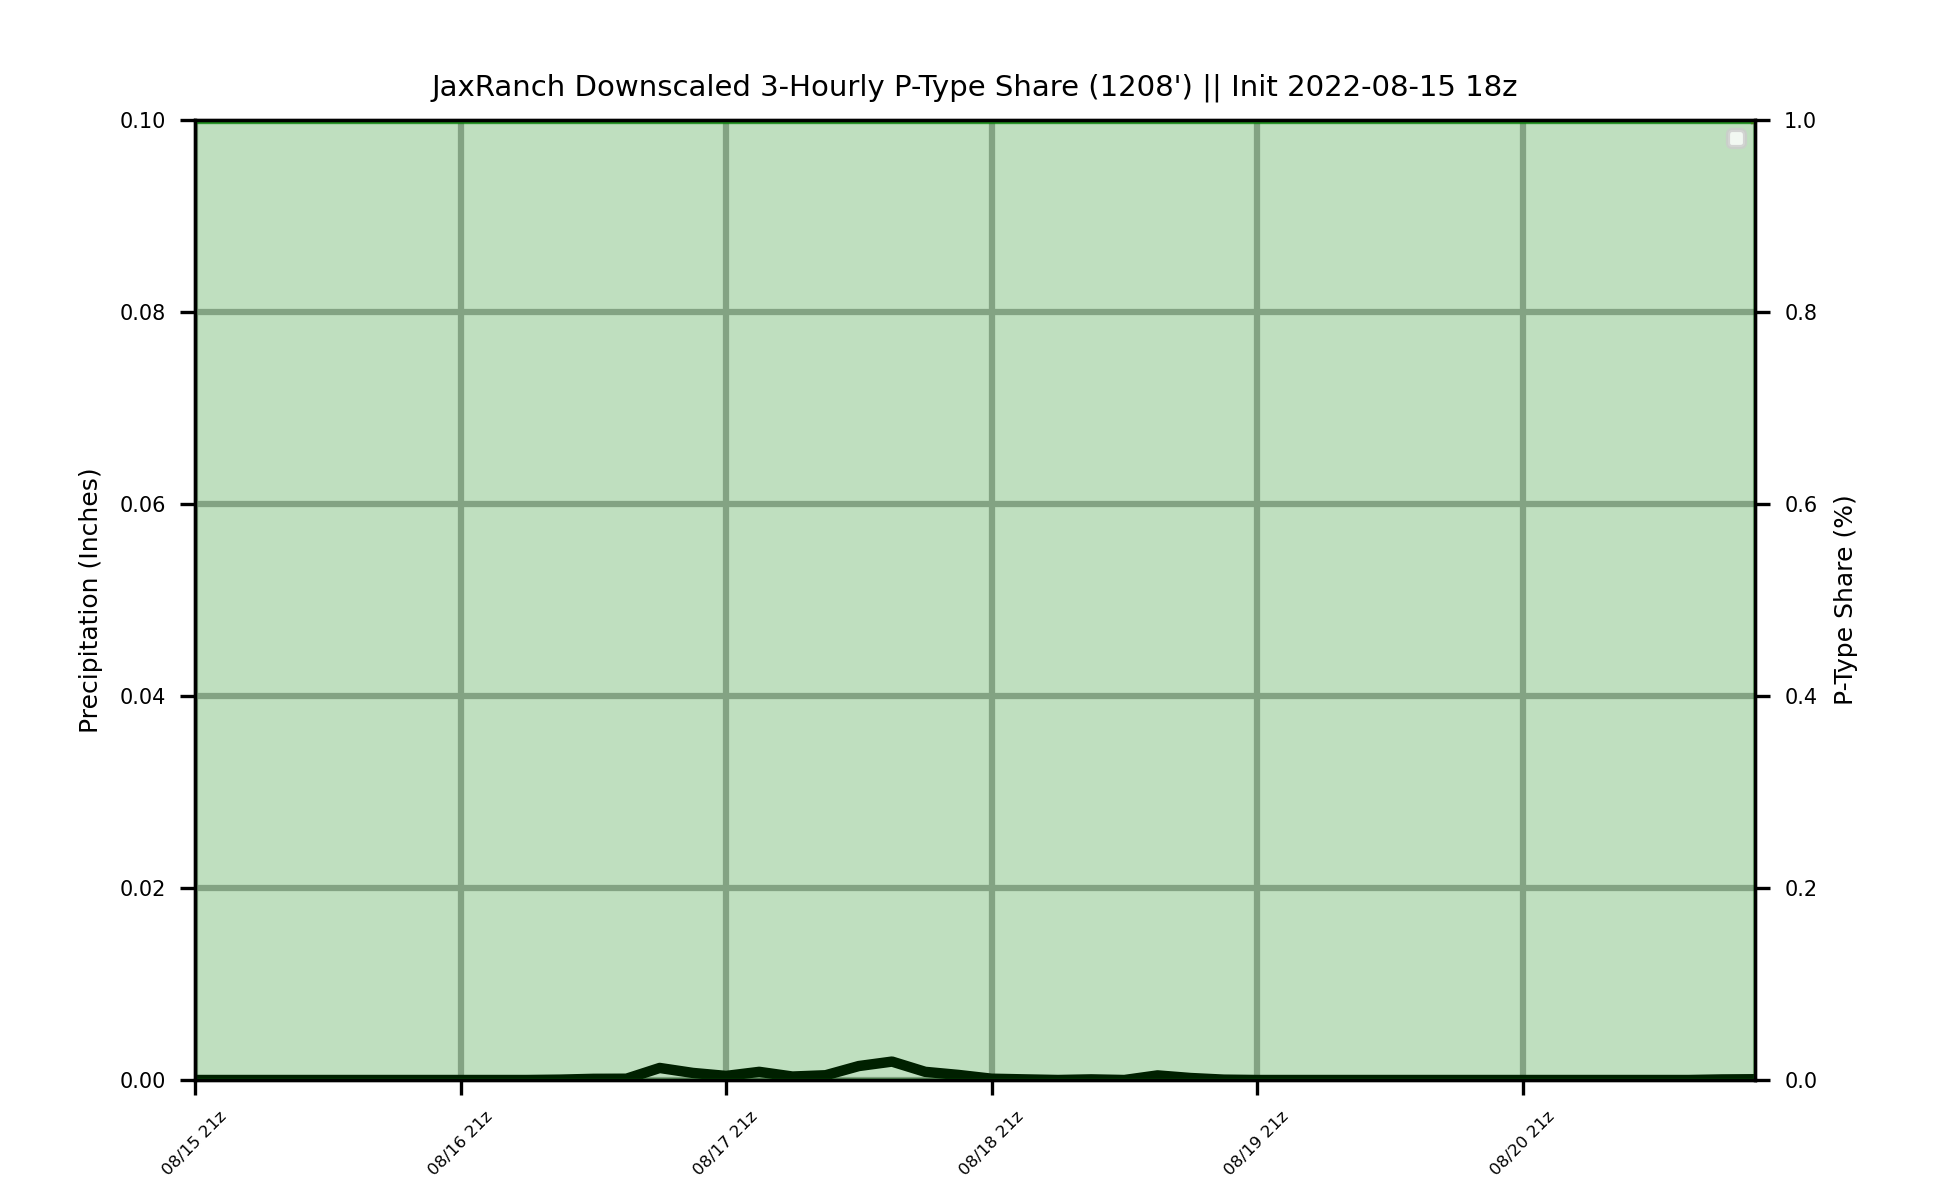 JaxRanch Downscaled 3-Hourly P-Type Share (1208') || Init 2022-08-15 18z
0.10
0.08
0.06
0.04
0.02
0.00
Precipitation (Inches)
1.0
0.8
0.6
0.4
0.2
0.0
P-Type Share (%)
08/15 21z
08/16 21z
08/17 21z
08/18 21z
08/19 21z
08/20 21z